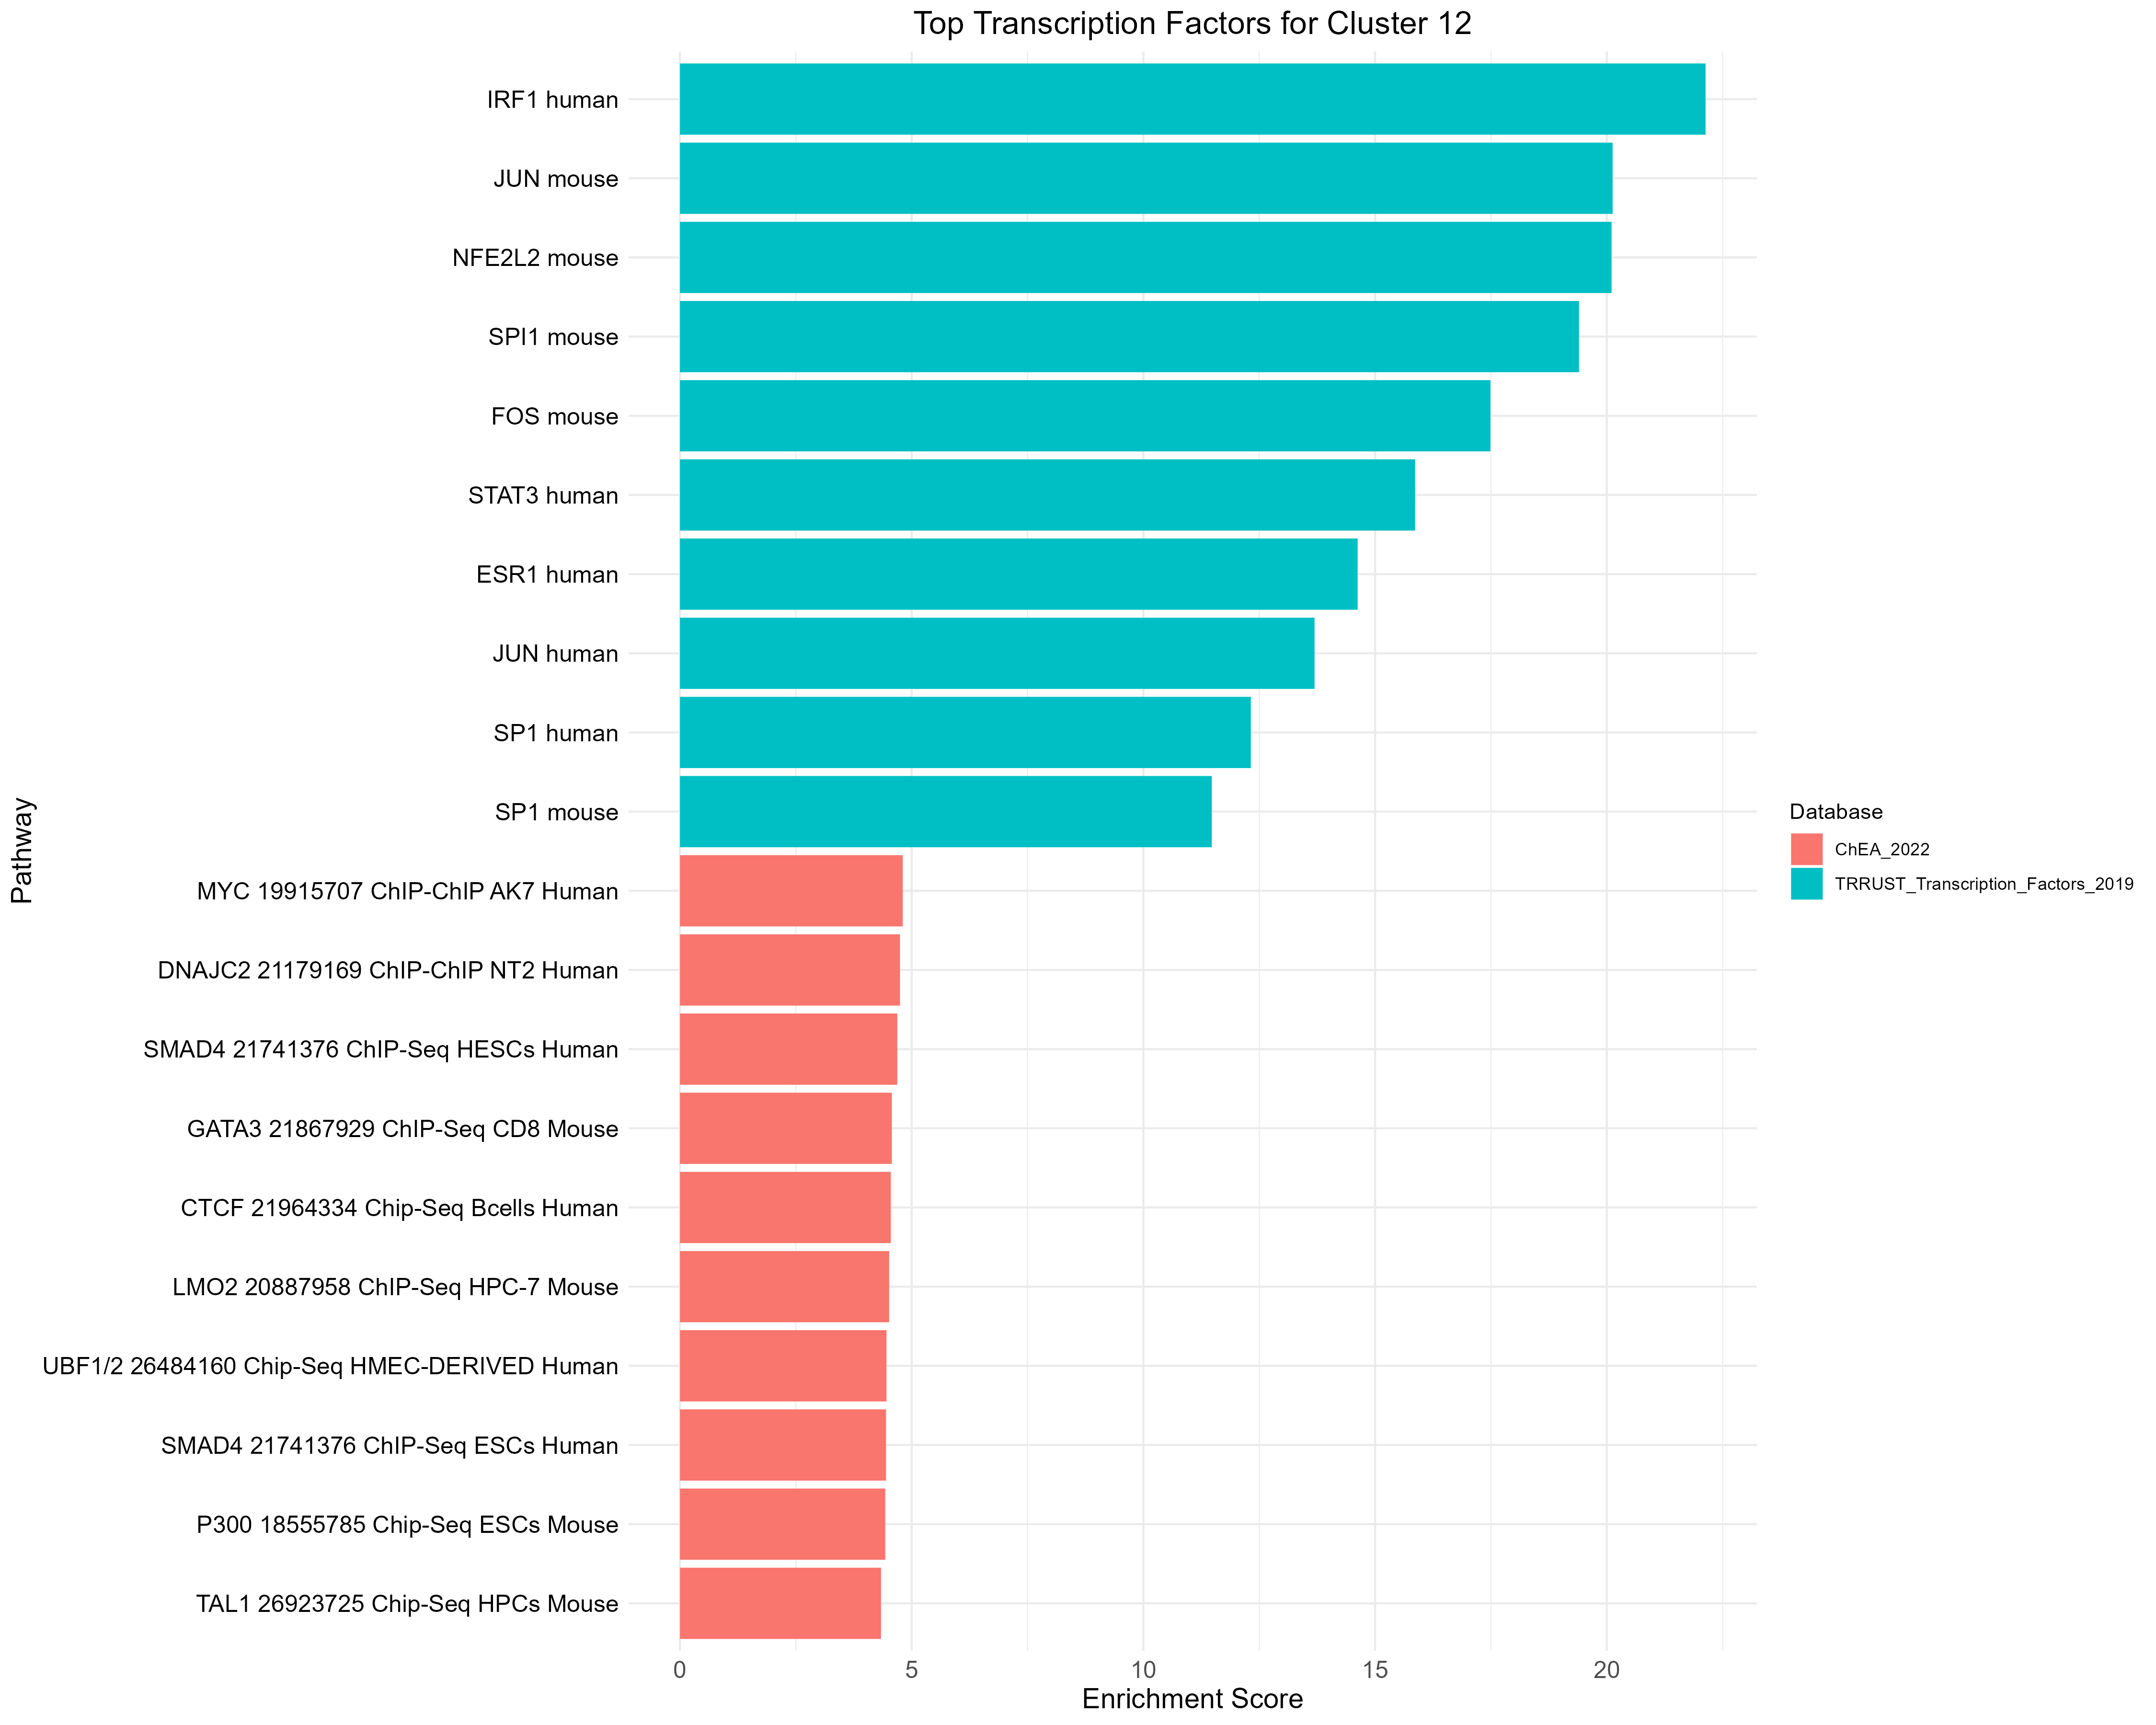 Top Transcription Factors for Cluster 12
Pathway
IRF1 human
JUN mouse
NFE2L2 mouse
SPI1 mouse
FOS mouse
STAT3 human
ESR1 human
JUN human
SP1 human
SP1 mouse
MYC 19915707 ChIP-ChIP AK7 Human
DNAJC2 21179169 ChIP-ChIP NT2 Human
SMAD4 21741376 ChIP-Seq HESCs Human
GATA3 21867929 ChIP-Seq CD8 Mouse
CTCF 21964334 Chip-Seq Bcells Human
LMO2 20887958 ChIP-Seq HPC-7 Mouse
UBF1/2 26484160 Chip-Seq HMEC-DERIVED Human
SMAD4 21741376 ChIP-Seq ESCs Human
P300 18555785 Chip-Seq ESCs Mouse
TAL1 26923725 Chip-Seq HPCs Mouse
0 5 10 15 20
Enrichment Score
Database
ChEA_2022
TRRUST_Transcription_Factors_2019